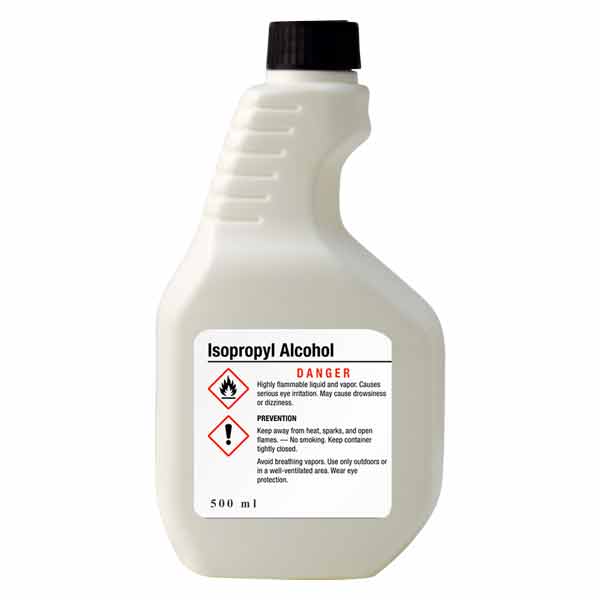 Isopropyl Alcohol
DANGER
Highly flammable liquid and vapor. Causes
serious eye irritation. May cause drowsiness
or dizziness.
PREVENTION
Keep away from heat, sparks, and open
flames. — No smoking. Keep container
tightly closed.
Avoid breathing vapors. Use only outdoors or
in a well-ventilated area. Wear eye
protection.
500 ml